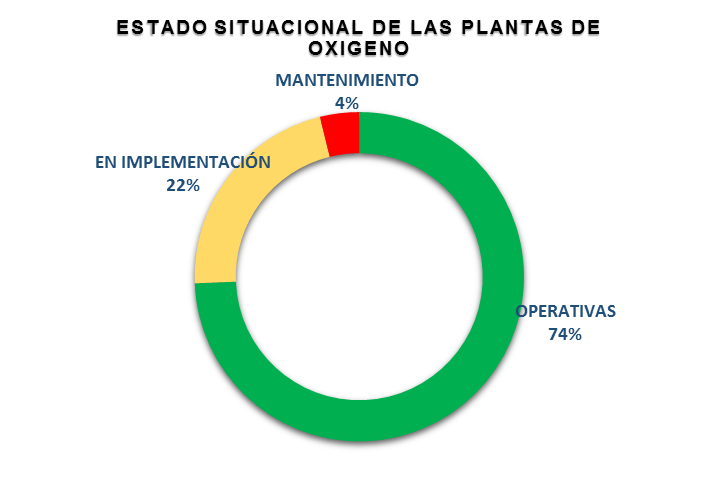 ESTADO SITUACIONAL DE LAS PLANTAS DE
OXIGENO
MANTENIMIENTO
4%
EN IMPLEMENTACIÓN
22%
OPERATIVAS
74%